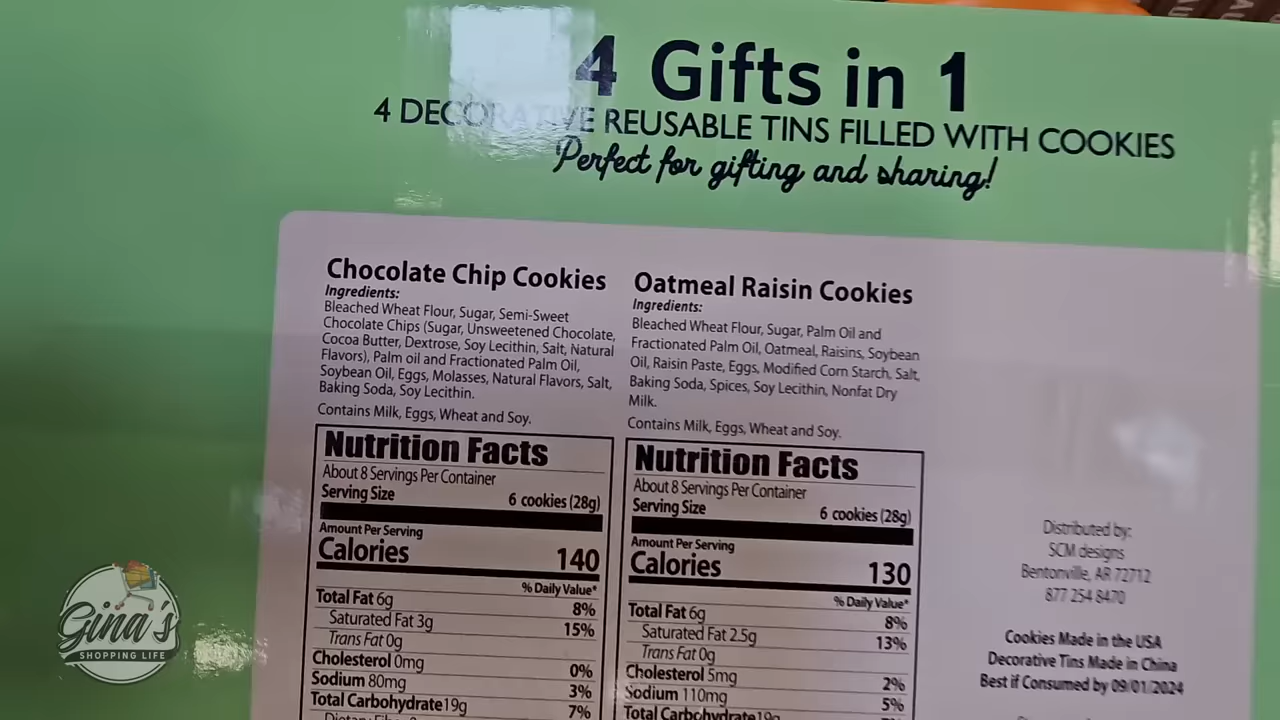 4 Gifts in 1
4 DECORATIVE REUSABLE TINS FILLED WITH COOKIES
Perfect for gifting and sharing!
Chocolate Chip Cookies
Ingredients:
Bleached Wheat Flour, Sugar, Semi-Sweet
Chocolate Chips (Sugar, Unsweetened Chocolate,
Cocoa Butter, Dextrose, Soy Lecithin, Salt, Natural
Flavors), Palm oil and Fractionated Palm Oil,
Soybean Oil, Eggs, Molasses, Natural Flavors, Salt,
Baking Soda, Soy Lecithin.
Contains Milk, Eggs, Wheat and Soy.
Nutrition Facts
About 8 Servings Per Container
Serving Size 6 cookies (28g)
Amount Per Serving
Calories 140
% Daily Value*
Total Fat 6g 8%
Saturated Fat 3g 15%
Trans Fat 0g
Cholesterol 0mg 0%
Sodium 80mg 3%
Total Carbohydrate 19g 7%
Oatmeal Raisin Cookies
Ingredients:
Bleached Wheat Flour, Sugar, Palm Oil and
Fractionated Palm Oil, Oatmeal, Raisins, Soybean
Oil, Raisin Paste, Eggs, Modified Corn Starch, Salt,
Baking Soda, Spices, Soy Lecithin, Nonfat Dry
Milk.
Contains Milk, Eggs, Wheat and Soy.
Nutrition Facts
About 8 Servings Per Container
Serving Size 6 cookies (28g)
Amount Per Serving
Calories 130
% Daily Value*
Total Fat 6g 8%
Saturated Fat 2.5g 13%
Trans Fat 0g
Cholesterol 5mg 2%
Sodium 110mg 5%
Total Carbohydrate 19g
Distributed by:
SCM designs
Bentonville, AR 72712
877 254 8470
Cookies Made in the USA
Decorative Tins Made in China
Best if Consumed by 09/01/2024
Gina's
SHOPPING LIFE